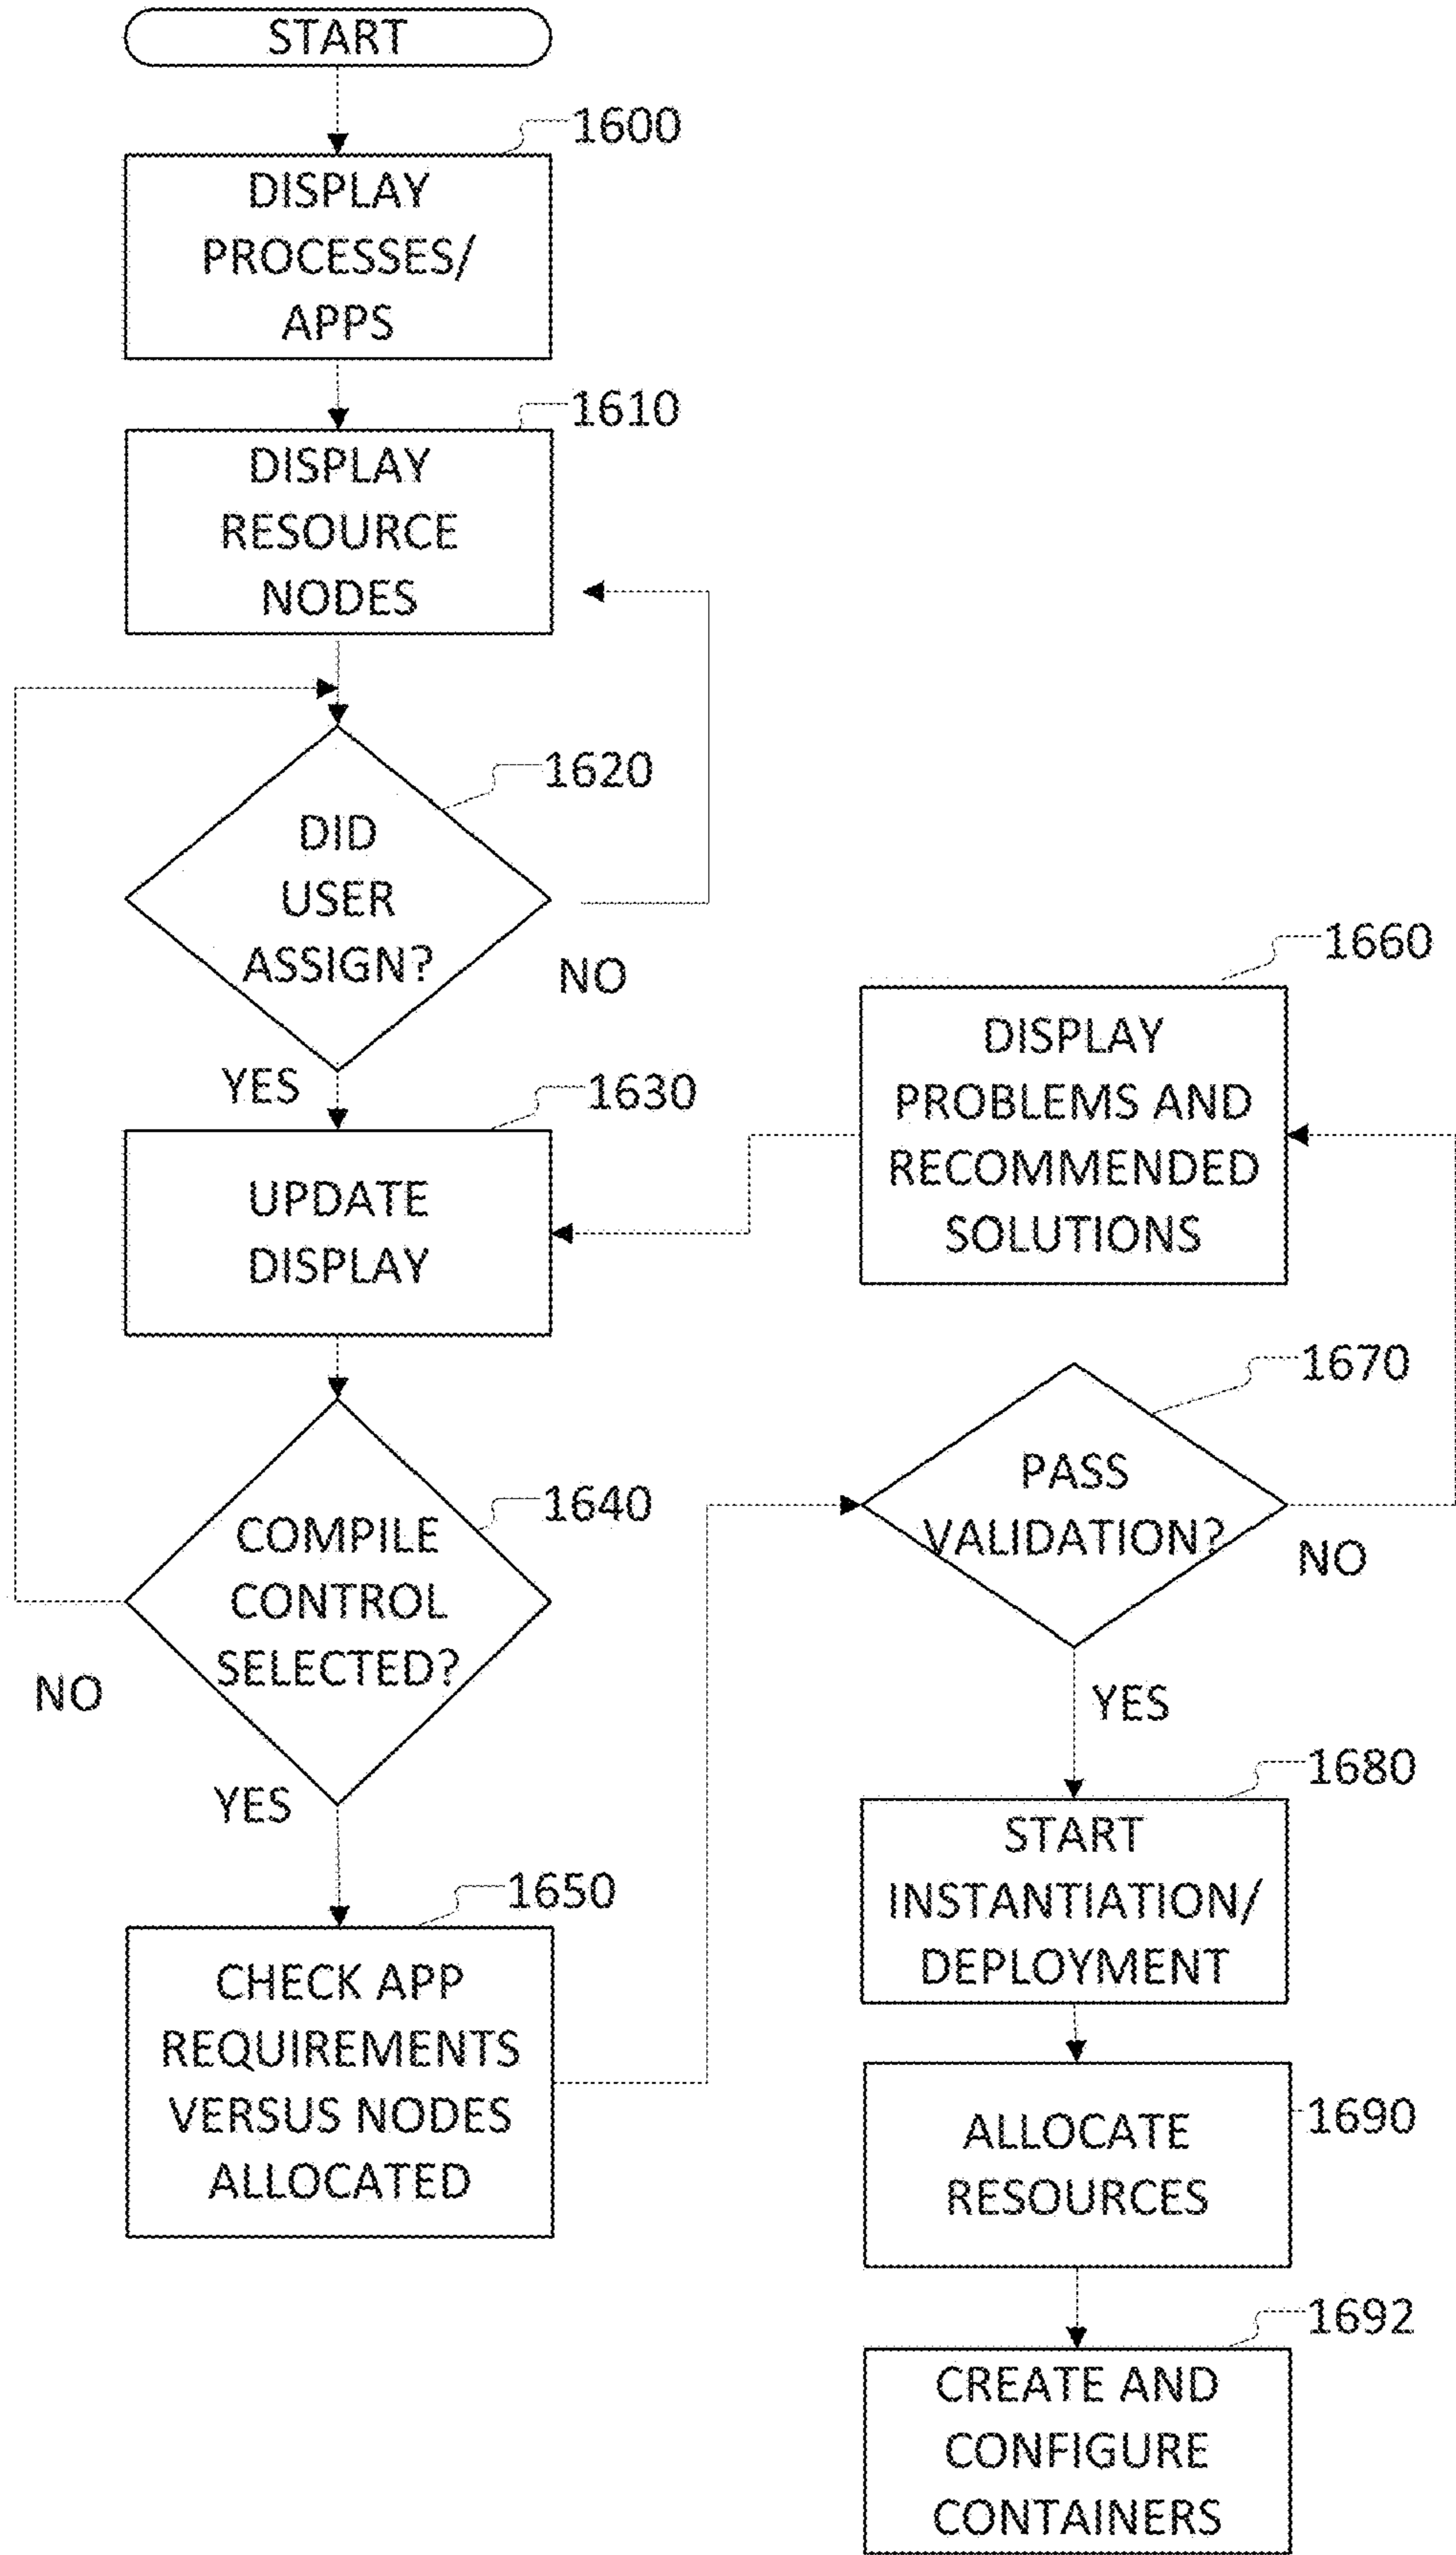 START
1600
DISPLAY
PROCESSES/
APPS
1610
DISPLAY
RESOURCE
NODES
1620
DID
USER
ASSIGN?
NO
YES
1630
UPDATE
DISPLAY
1640
COMPILE
CONTROL
SELECTED?
NO
YES
1650
CHECK APP
REQUIREMENTS
VERSUS NODES
ALLOCATED
1660
DISPLAY
PROBLEMS AND
RECOMMENDED
SOLUTIONS
1670
PASS
VALIDATION?
NO
YES
1680
START
INSTANTIATION/
DEPLOYMENT
1690
ALLOCATE
RESOURCES
1692
CREATE AND
CONFIGURE
CONTAINERS